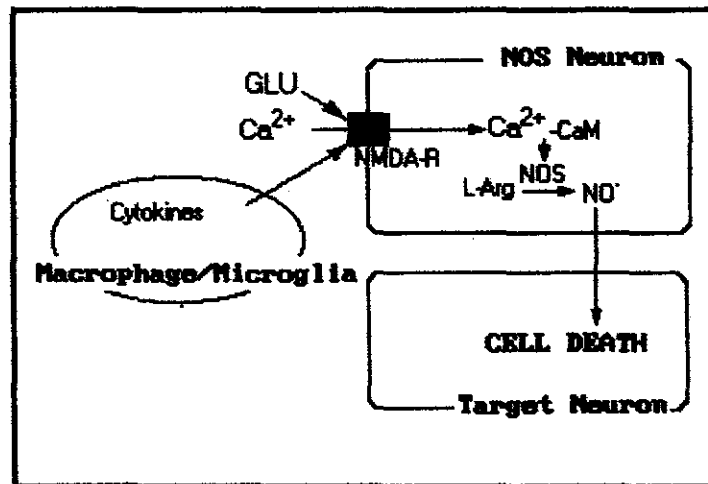 NOS Neuron
GLU
Ca2+
Ca2+-CaM
NMDA-R
NOS
L-Arg
NO·
Cytokines
Macrophage/Microglia
CELL DEATH
Target Neuron